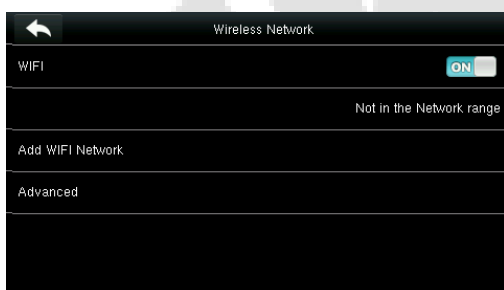 Wireless Network
WIFI
ON
Not in the Network range
Add WIFI Network
Advanced